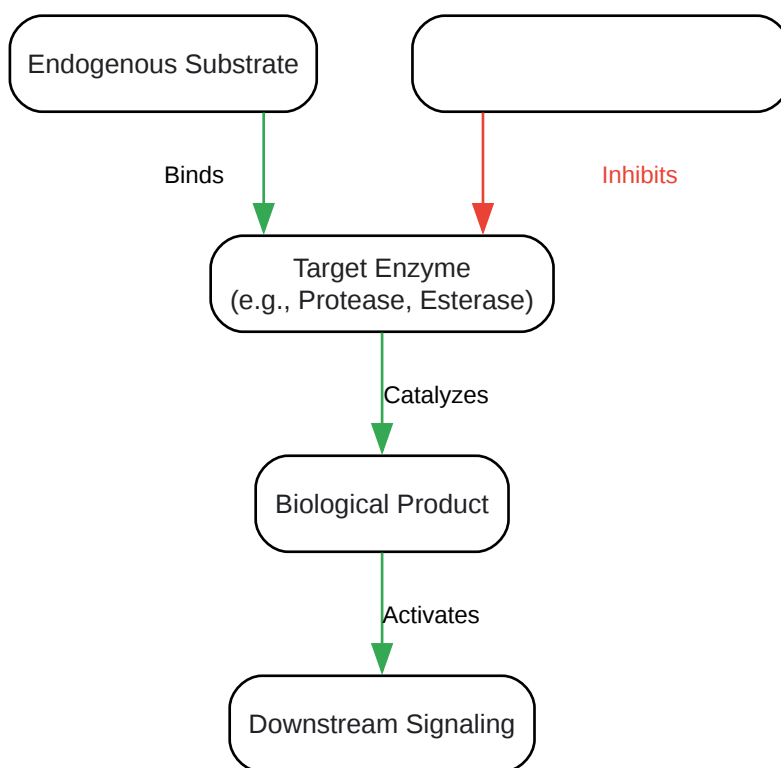 Endogenous Substrate
Binds
Inhibits
Target Enzyme
(e.g., Protease, Esterase)
Catalyzes
Biological Product
Activates
Downstream Signaling